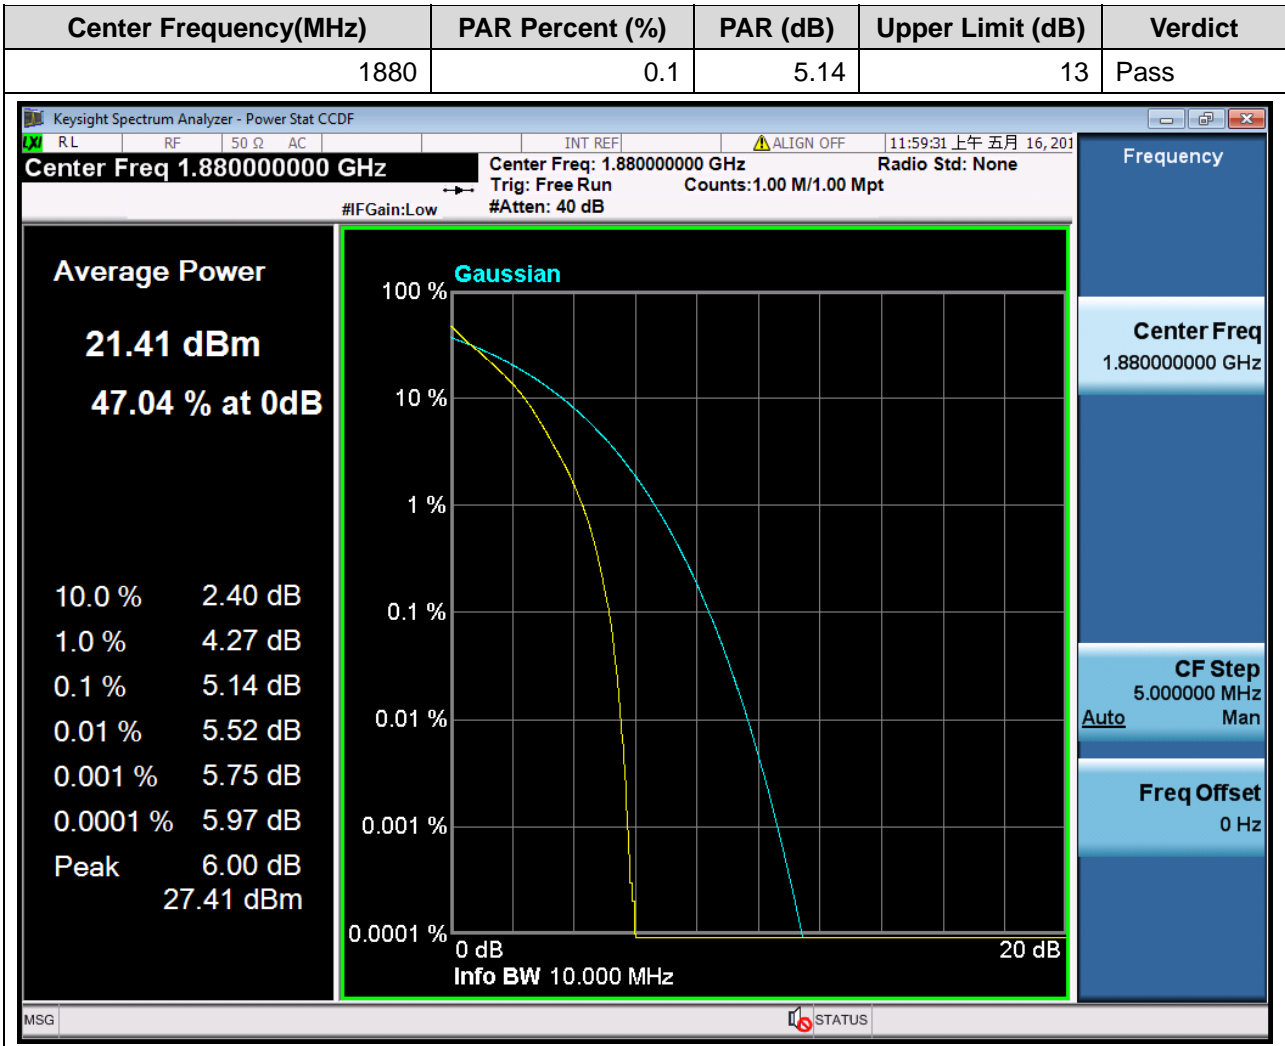 Center Frequency(MHz) PAR Percent (%) PAR (dB) Upper Limit (dB) Verdict
1880 0.1 5.14 13 Pass
Keysight Spectrum Analyzer - Power Stat CCDF
LXI RL RF 50 Ω AC INT REF ALIGN OFF 11:59:31 上午 五月 16, 201
Center Freq 1.880000000 GHz
Center Freq: 1.880000000 GHz Radio Std: None
Trig: Free Run Counts:1.00 M/1.00 Mpt
#IFGain:Low #Atten: 40 dB
Average Power
21.41 dBm
47.04 % at 0dB
10.0 % 2.40 dB
1.0 % 4.27 dB
0.1 % 5.14 dB
0.01 % 5.52 dB
0.001 % 5.75 dB
0.0001 % 5.97 dB
Peak 6.00 dB
27.41 dBm
Gaussian
100 %
10 %
1 %
0.1 %
0.01 %
0.001 %
0.0001 %
0 dB 20 dB
Info BW 10.000 MHz
Frequency
Center Freq
1.880000000 GHz
CF Step
5.000000 MHz
Auto Man
Freq Offset
0 Hz
MSG STATUS